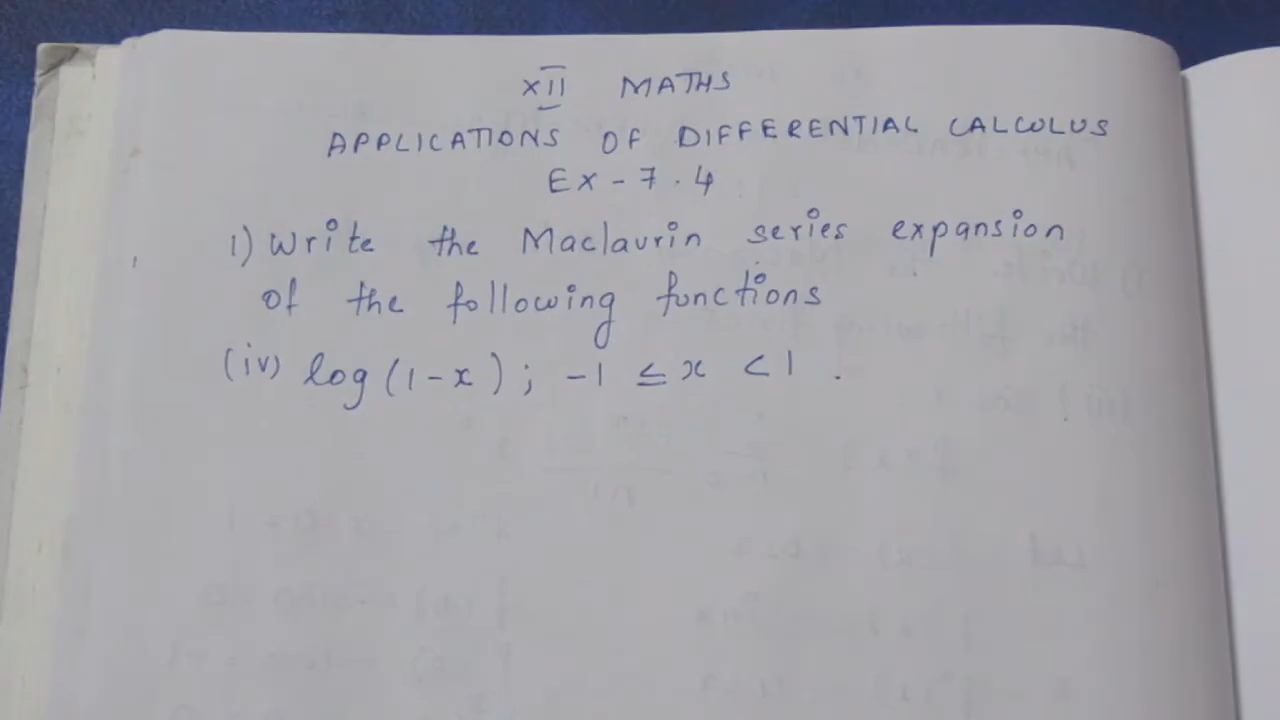 XII MATHS
APPLICATIONS OF DIFFERENTIAL CALCULUS
EX-7.4
1) Write the Maclaurin series expansion
of the following functions
(iv) log(1-x); -1 ≤ x < 1.